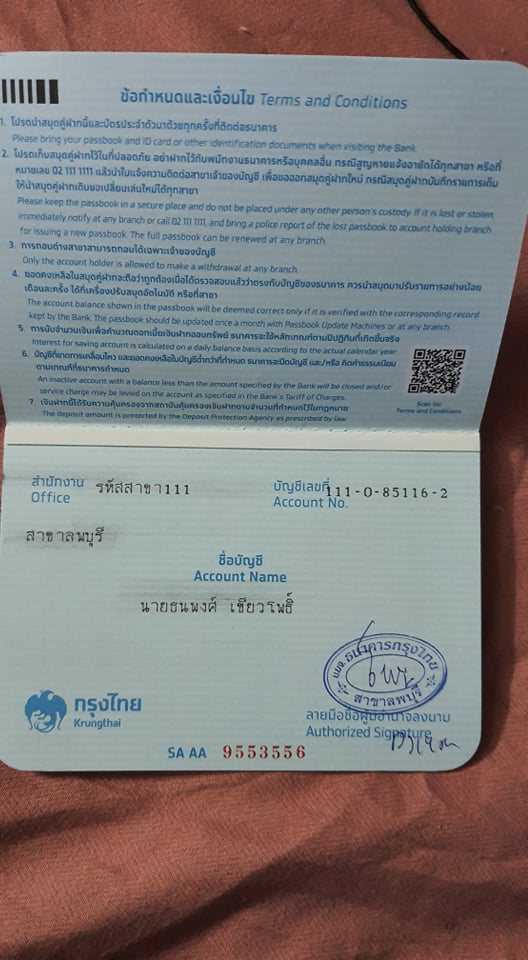 ข้อกำหนดและเงื่อนไข Terms and Conditions
1. โปรดนำสมุดคู่ฝากนี้และบัตรประจำตัวมาด้วยทุกครั้งที่ติดต่อธนาคาร
Please bring your passbook and ID card or other identification documents when visiting the Bank.
2. โปรดเก็บสมุดคู่ฝากไว้ในที่ปลอดภัย อย่าฝากไว้กับพนักงานธนาคารหรือบุคคลอื่น กรณีสูญหายแจ้งอายัดได้ทุกสาขา หรือที่
หมายเลข 02 111 1111 แล้วนำใบแจ้งความติดต่อสาขาเจ้าของบัญชี เพื่อขอออกสมุดคู่ฝากใหม่ กรณีสมุดคู่ฝากบันทึกรายการเต็ม
ให้นำสมุดคู่ฝากเดิมขอเปลี่ยนเล่มใหม่ได้ทุกสาขา
Please keep the passbook in a secure place and do not be placed under any other person's custody. If it is lost or stolen,
immediately notify at any branch or call 02 111 1111, and bring a police report of the lost passbook to account holding branch
for issuing a new passbook. The full passbook can be renewed at any branch.
3. การถอนต่างสาขาสามารถถอนได้เฉพาะเจ้าของบัญชี
Only the account holder is allowed to make a withdrawal at any branch.
4. ยอดคงเหลือในสมุดคู่ฝากจะถือว่าถูกต้องเมื่อได้ตรวจสอบแล้วว่าตรงกับบัญชีของธนาคาร ควรนำสมุดมาปรับรายการอย่างน้อย
เดือนละครั้ง ได้ที่เครื่องปรับสมุดอัตโนมัติ หรือที่สาขา
The account balance shown in the passbook will be deemed correct only if it is verified with the corresponding record
kept by the Bank. The passbook should be updated once a month with Passbook Update Machines or at any branch.
5. การนับจำนวนเงินเพื่อคำนวณดอกเบี้ยเงินฝากออมทรัพย์ ธนาคารจะใช้หลักเกณฑ์ตามปีปฏิทินที่เกิดขึ้นจริง
Interest for saving account is calculated on a daily balance basis according to the actual calendar year.
6. บัญชีที่ขาดการเคลื่อนไหว และยอดคงเหลือในบัญชีต่ำกว่าที่กำหนด ธนาคารจะปิดบัญชี และ/หรือ คิดค่าธรรมเนียม
ตามเกณฑ์ที่ธนาคารกำหนด
An inactive account with a balance less than the amount specified by the Bank will be closed and/or
service charge may be levied on the account as specified in the Bank's Tariff of Charges.
7. เงินฝากนี้ได้รับความคุ้มครองจากสถาบันคุ้มครองเงินฝากตามจำนวนที่กำหนดไว้ในกฎหมาย
The deposit amount is protected by the Deposit Protection Agency as prescribed by law
Scan for
Terms and Conditions
สำนักงาน รหัสสาขา111
Office
บัญชีเลขที่ 111-0-85116-2
Account No.
สาขาลพบุรี
ชื่อบัญชี
Account Name
นายธนพงศ์ เขียวโพธิ์
บมจ.ธนาคารกรุงไทย
สาขาลพบุรี
กรุงไทย
Krungthai
ลายมือชื่อผู้มีอำนาจลงนาม
Authorized Signature
SA AA 9553556